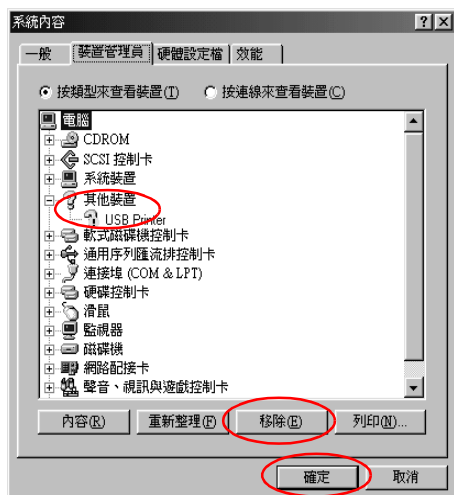 系統內容
一般 裝置管理員 硬體設定檔 效能
按類型來查看裝置(T) 按連線來查看裝置(C)
電腦
CDROM
SCSI 控制卡
系統裝置
其他裝置
USB Printer
軟式磁碟機控制卡
通用序列匯流排控制卡
連接埠 (COM & LPT)
硬碟控制卡
滑鼠
監視器
磁碟機
網路配接卡
聲音、視訊與遊戲控制卡
內容(R) 重新整理(F) 移除(E) 列印(N)...
確定 取消